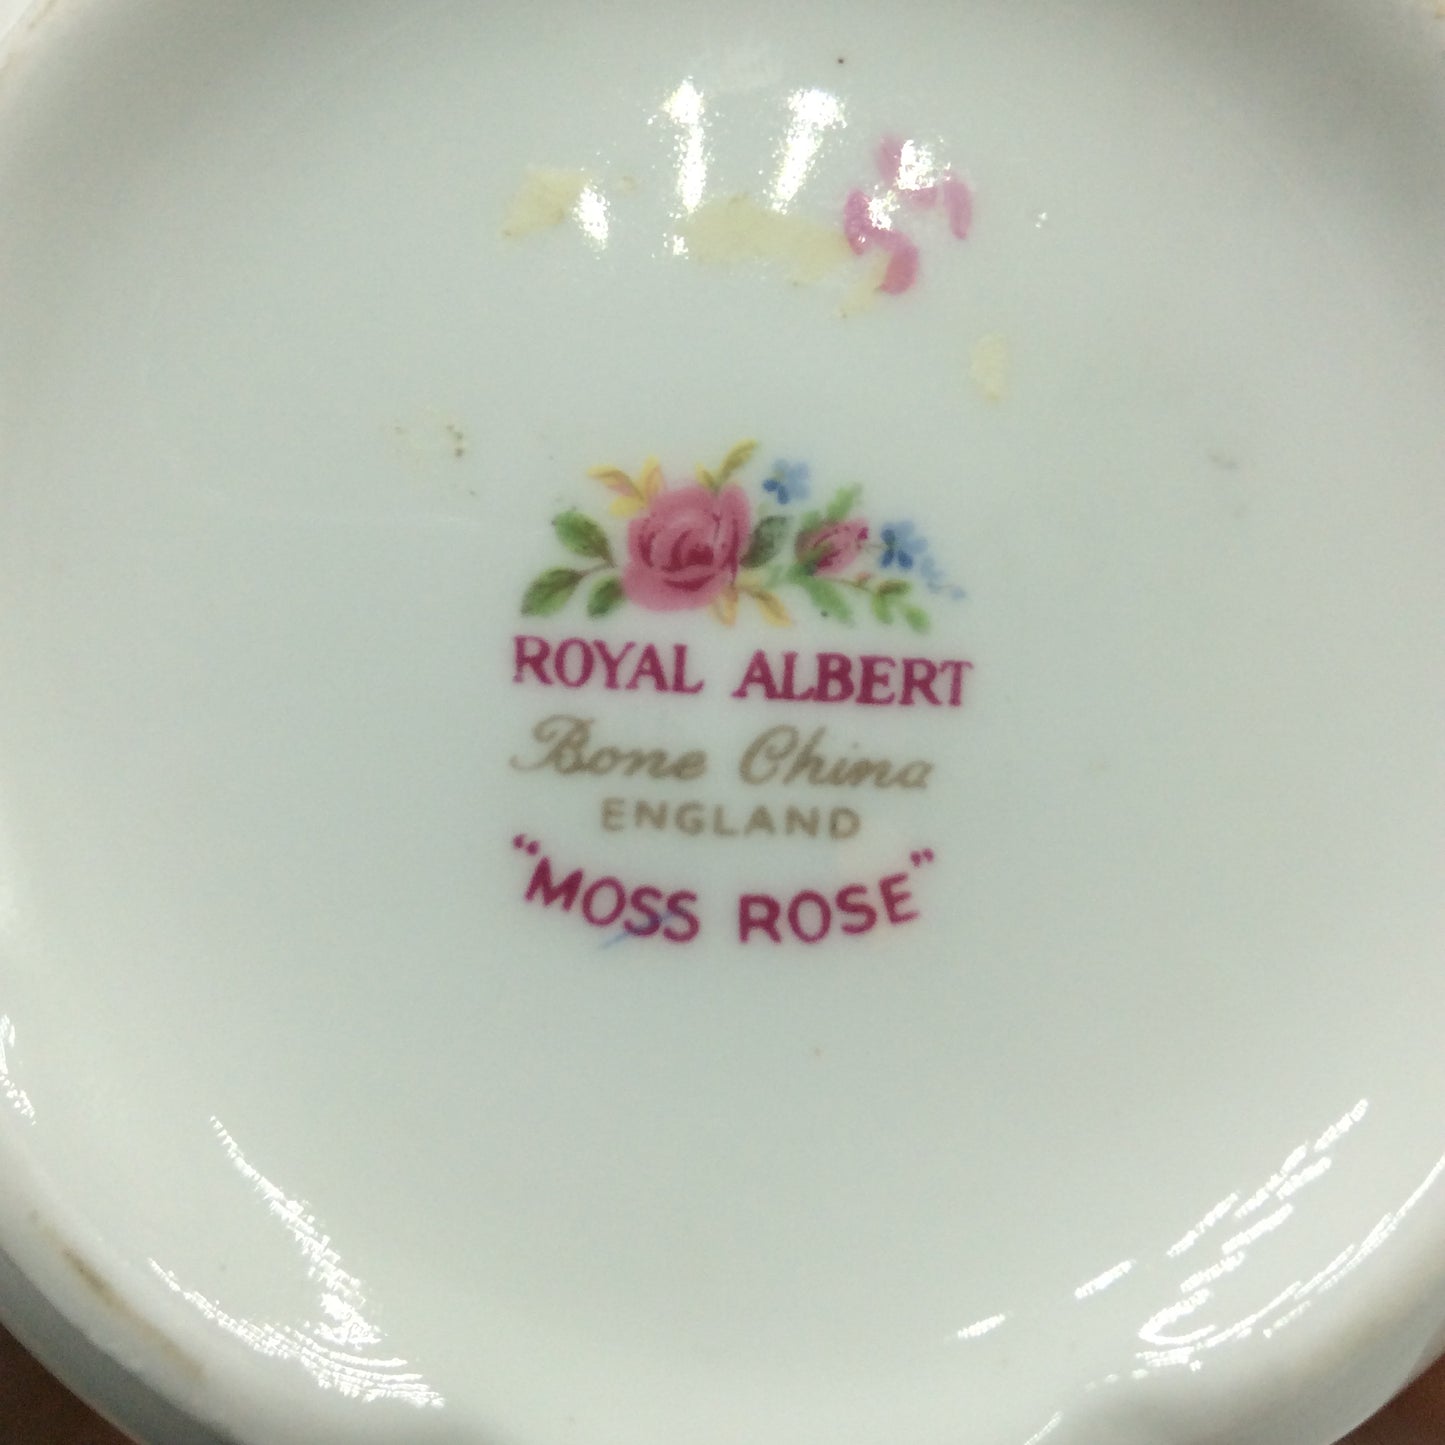 ROYAL ALBERT
Bone China
ENGLAND
"MOSS ROSE"